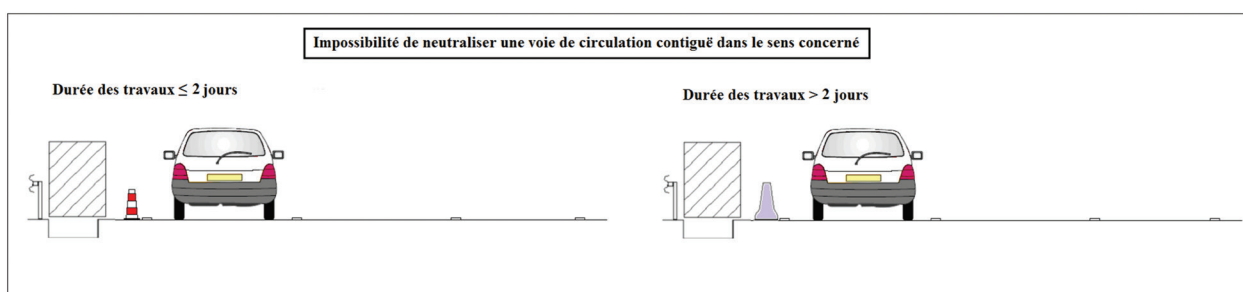 Impossibilité de neutraliser une voie de circulation contiguë dans le sens concerné
Durée des travaux ≤ 2 jours
Durée des travaux > 2 jours